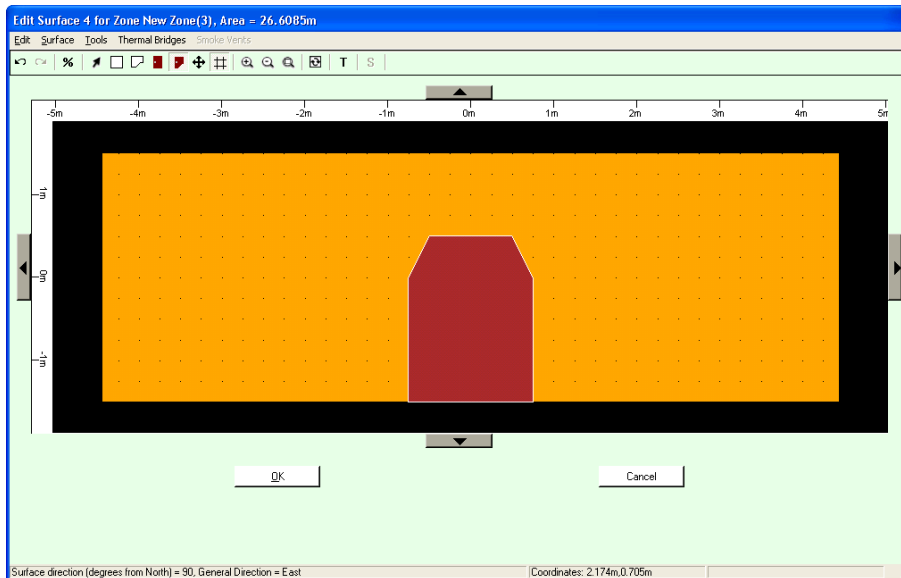 Edit Surface 4 for Zone New Zone(3), Area = 26.6085m
Edit Surface Tools Thermal Bridges Smoke Vents
% T S
-5m -4m -3m -2m -1m 0m 1m 2m 3m 4m 5m
1m
0m
-1m
OK Cancel
Surface direction (degrees from North) = 90, General Direction = East Coordinates: 2.174m,0.705m